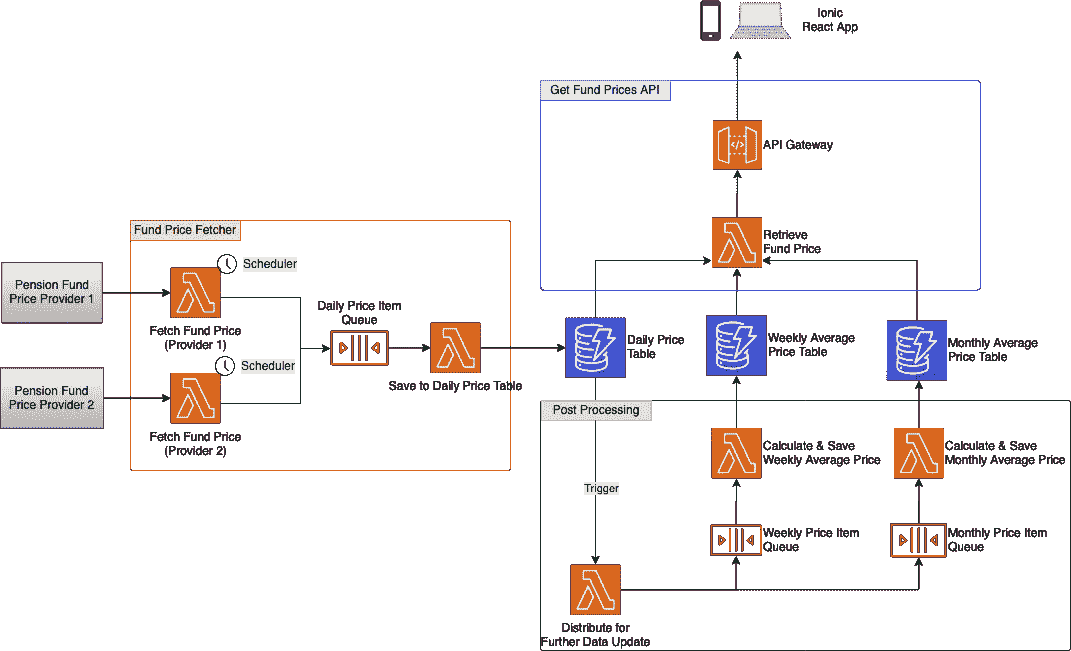 Ionic
React App
Get Fund Prices API
API Gateway
Retrieve
Fund Price
Fund Price Fetcher
Scheduler
Pension Fund
Price Provider 1
Fetch Fund Price
(Provider 1)
Daily Price Item
Queue
Scheduler
Save to Daily Price Table
Pension Fund
Price Provider 2
Fetch Fund Price
(Provider 2)
Daily Price
Table
Weekly Average
Price Table
Monthly Average
Price Table
Post Processing
Calculate & Save
Weekly Average Price
Calculate & Save
Monthly Average Price
Trigger
Weekly Price Item
Queue
Monthly Price Item
Queue
Distribute for
Further Data Update